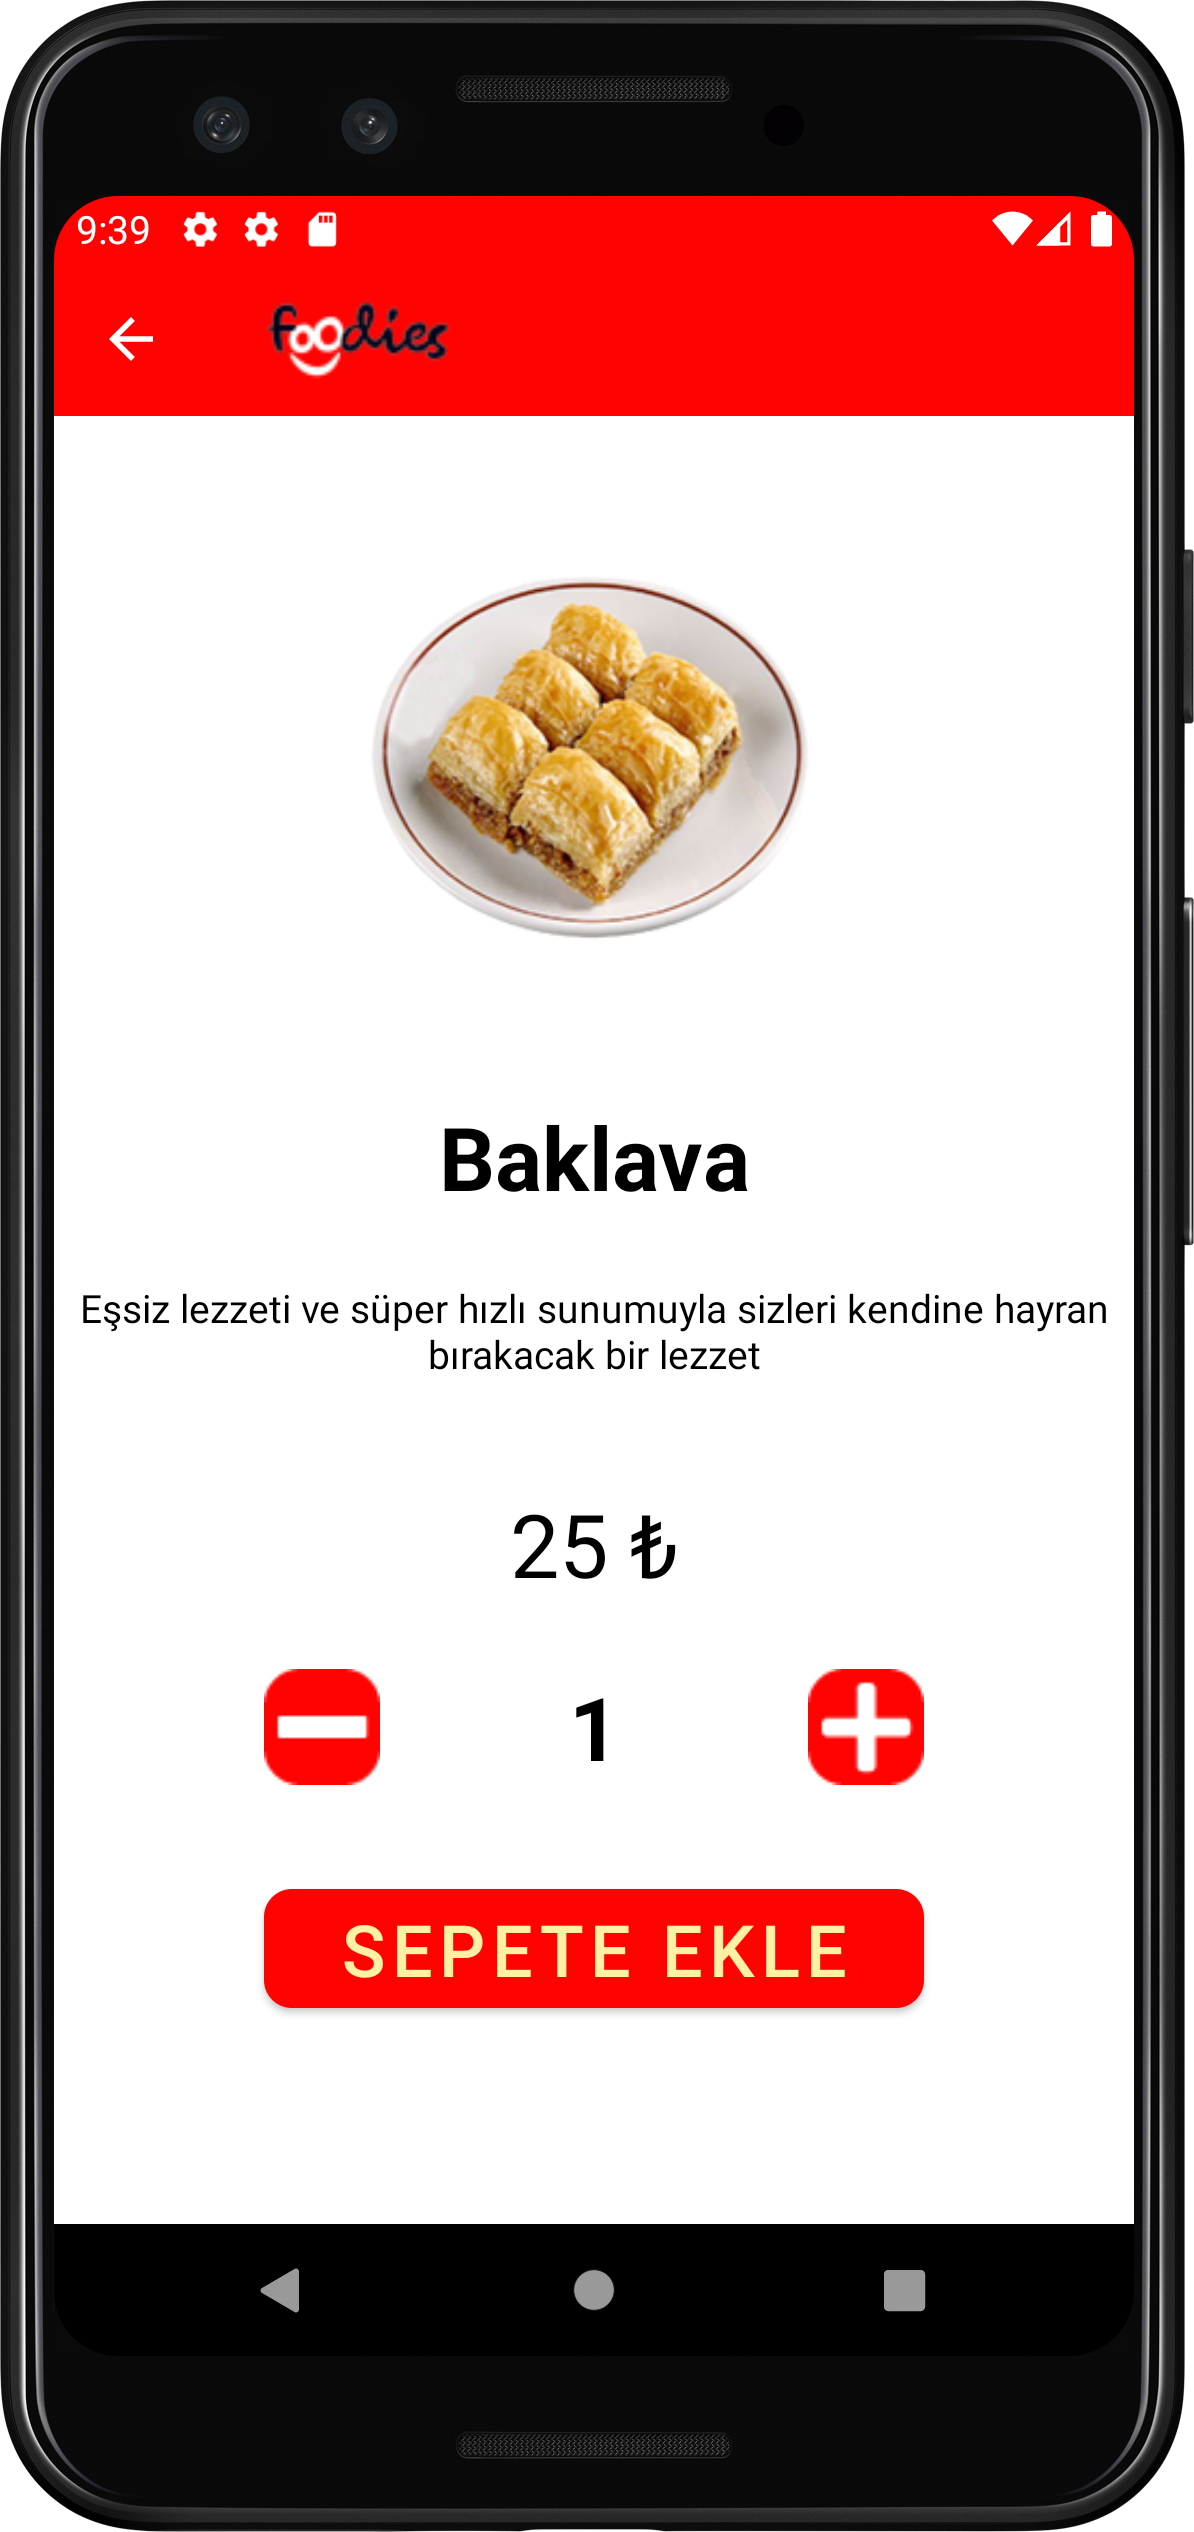 9:39
foodies
Baklava
Eşsiz lezzeti ve süper hızlı sunumuyla sizleri kendine hayran
bırakacak bir lezzet
25 ₺
1
SEPETE EKLE